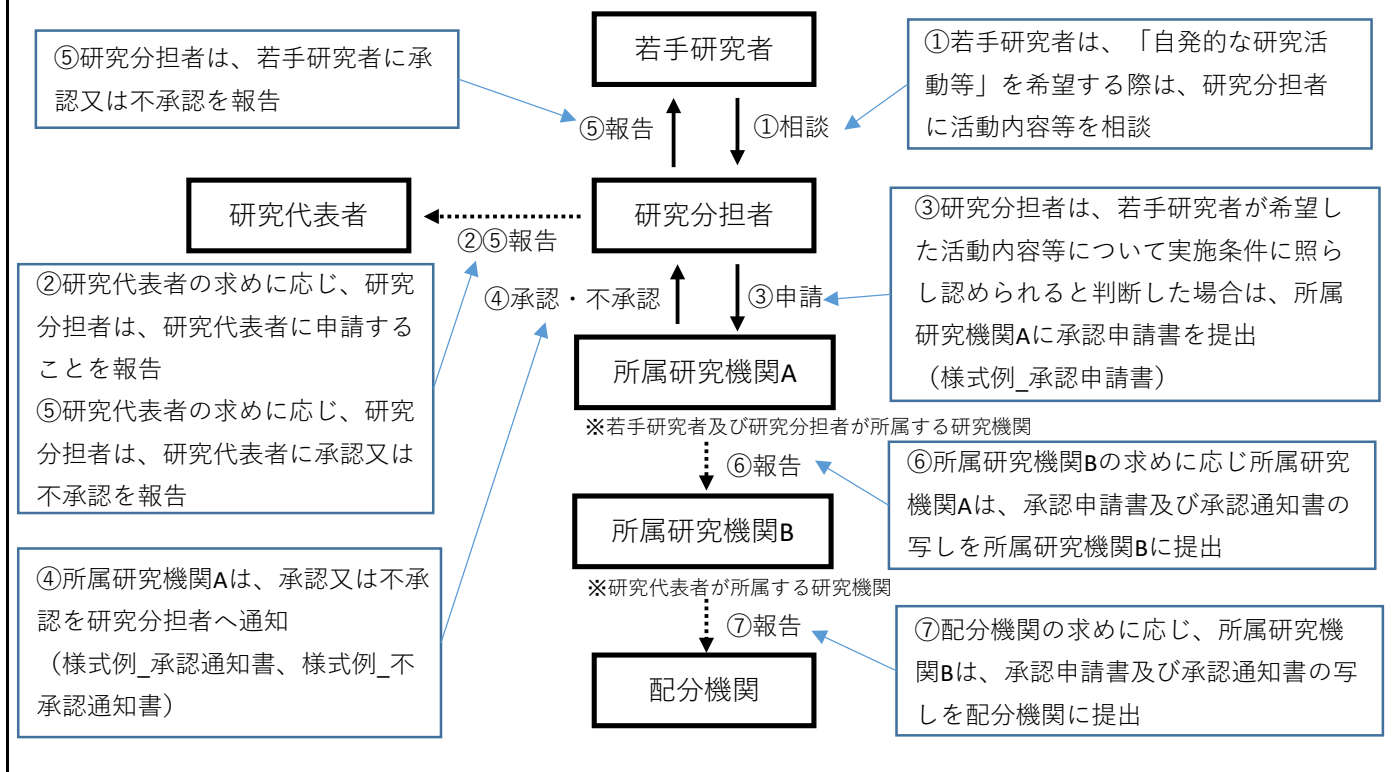 ⑤研究分担者は、若手研究者に承
認又は不承認を報告
若手研究者
①若手研究者は、「自発的な研究活
動等」を希望する際は、研究分担者
に活動内容等を相談
⑤報告
①相談
研究代表者
研究分担者
②⑤報告
③研究分担者は、若手研究者が希望し
た活動内容等について実施条件に照ら
し認められると判断した場合は、所属
研究機関Aに承認申請書を提出
（様式例_承認申請書）
②研究代表者の求めに応じ、研究
分担者は、研究代表者に申請する
ことを報告
⑤研究代表者の求めに応じ、研究
分担者は、研究代表者に承認又は
不承認を報告
④承認・不承認
③申請
所属研究機関A
※若手研究者及び研究分担者が所属する研究機関
⑥報告
⑥所属研究機関Bの求めに応じ所属研究
機関Aは、承認申請書及び承認通知書の
写しを所属研究機関Bに提出
所属研究機関B
※研究代表者が所属する研究機関
④所属研究機関Aは、承認又は不承
認を研究分担者へ通知
（様式例_承認通知書、様式例_不
承認通知書）
⑦報告
⑦配分機関の求めに応じ、所属研究機
関Bは、承認申請書及び承認通知書の写
しを配分機関に提出
配分機関